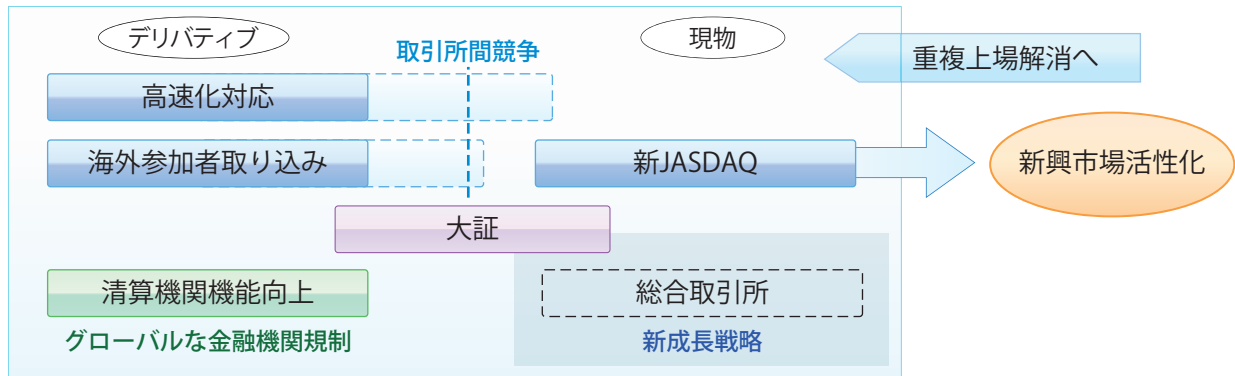 デリバティブ
現物
取引所間競争
重複上場解消へ
高速化対応
海外参加者取り込み
新JASDAQ
新興市場活性化
大証
清算機関機能向上
総合取引所
グローバルな金融機関規制
新成長戦略